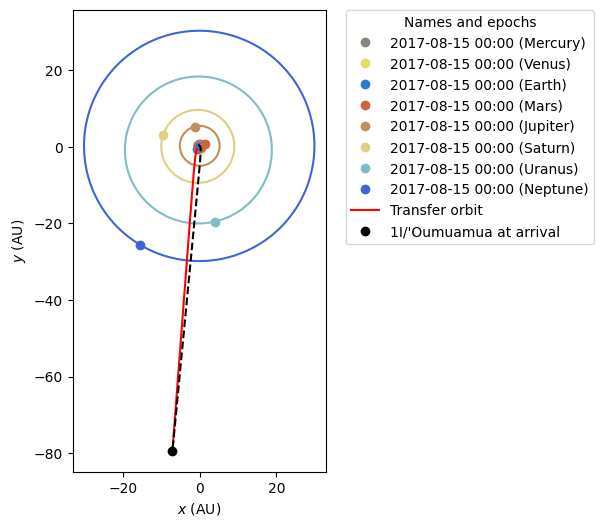 Names and epochs
2017-08-15 00:00 (Mercury)
2017-08-15 00:00 (Venus)
2017-08-15 00:00 (Earth)
2017-08-15 00:00 (Mars)
2017-08-15 00:00 (Jupiter)
2017-08-15 00:00 (Saturn)
2017-08-15 00:00 (Uranus)
2017-08-15 00:00 (Neptune)
Transfer orbit
1I/'Oumuamua at arrival
20
0
−20
−40
−60
−80
y (AU)
−20 0 20
x (AU)